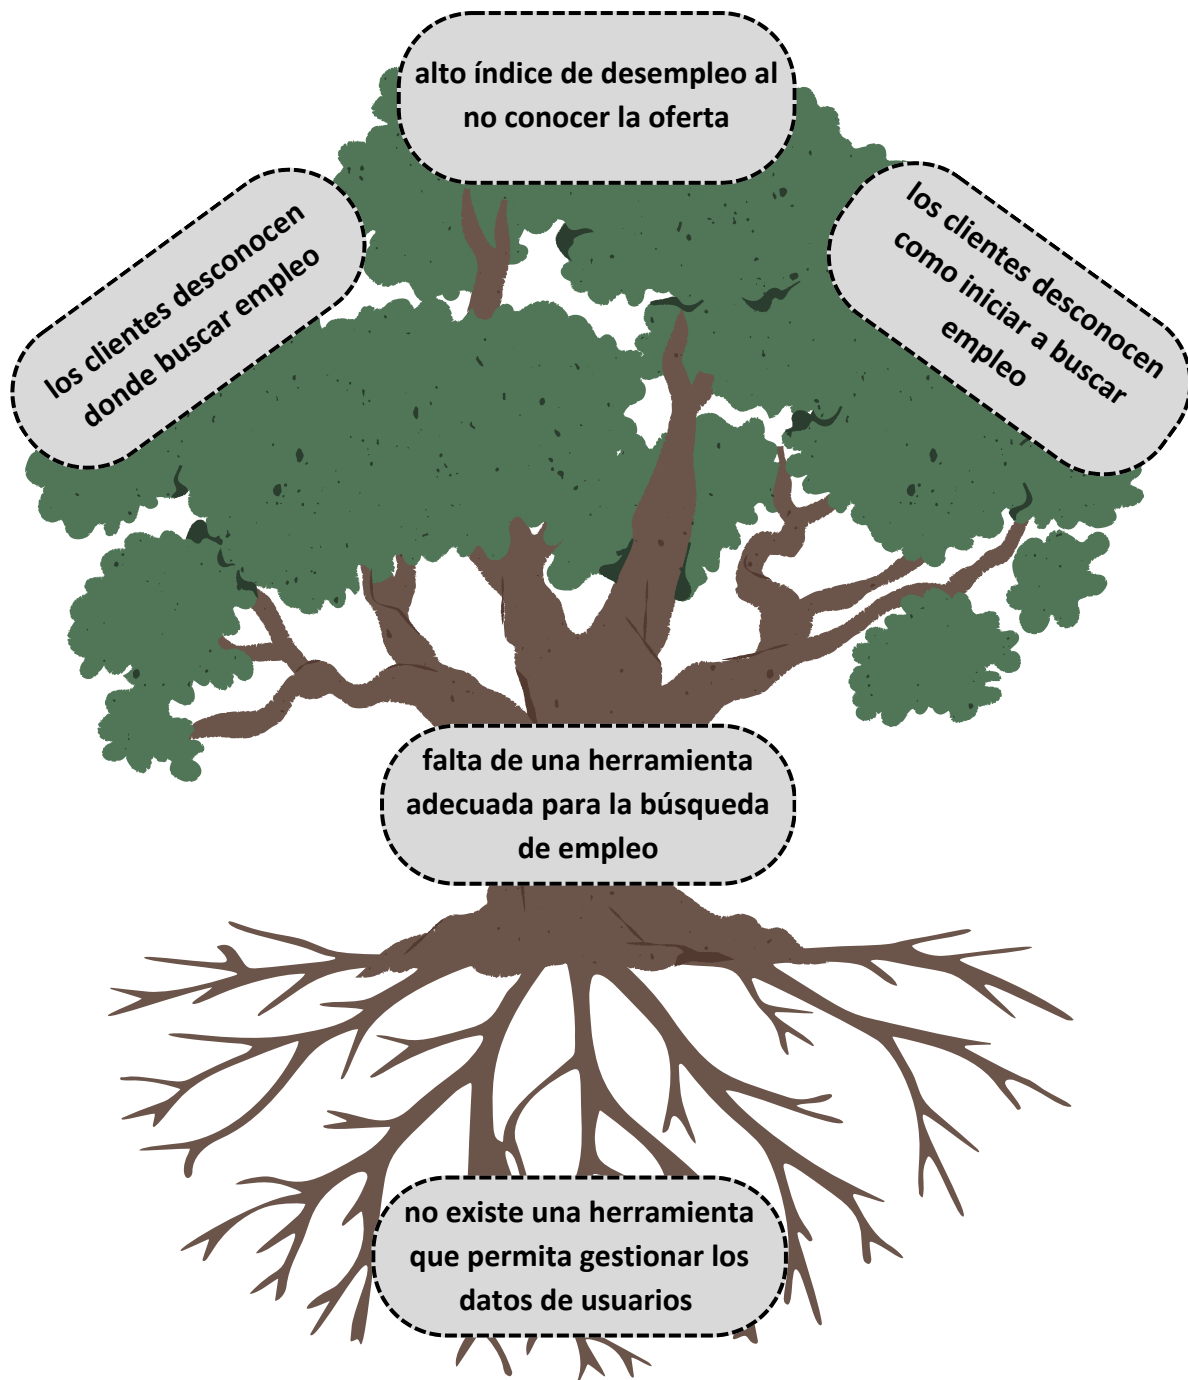 alto índice de desempleo al
no conocer la oferta
los clientes desconocen
donde buscar empleo
los clientes desconocen
como iniciar a buscar
empleo
falta de una herramienta
adecuada para la búsqueda
de empleo
no existe una herramienta
que permita gestionar los
datos de usuarios